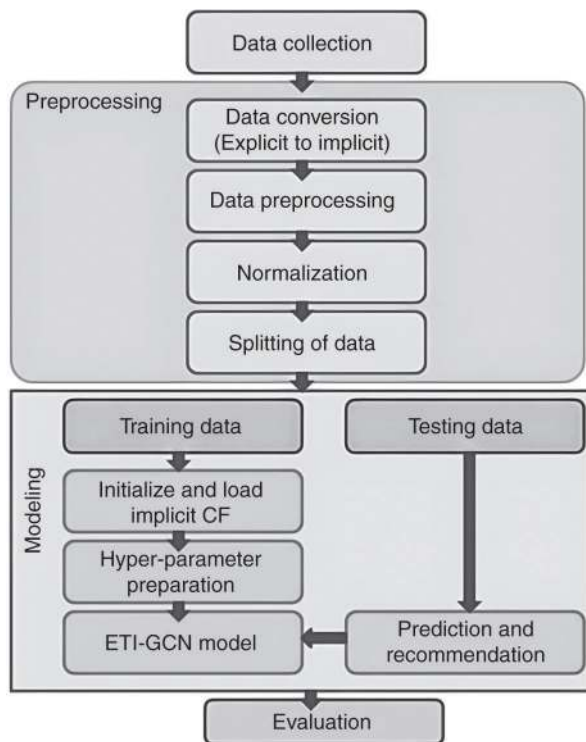 Data collection
Preprocessing
Data conversion
(Explicit to implicit)
Data preprocessing
Normalization
Splitting of data
Modeling
Training data
Testing data
Initialize and load
implicit CF
Hyper-parameter
preparation
ETI-GCN model
Prediction and
recommendation
Evaluation